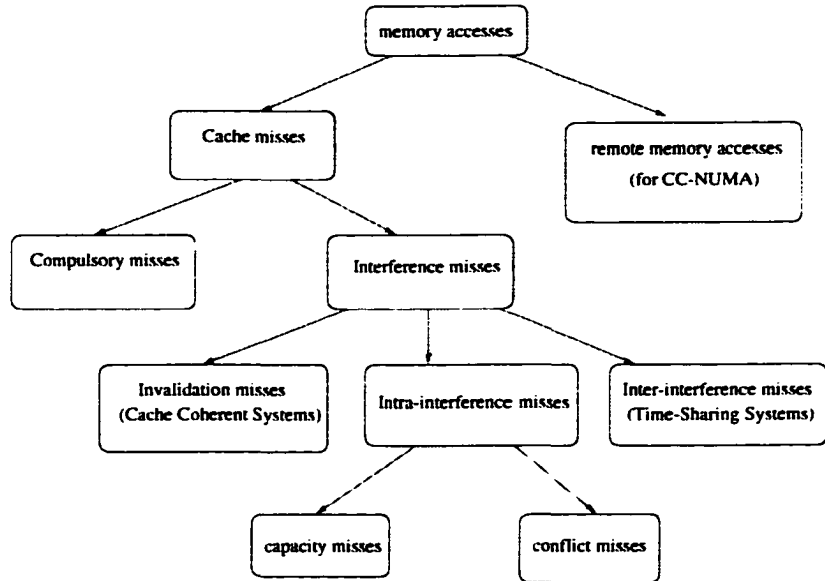 memory accesses
Cache misses
remote memory accesses
(for CC-NUMA)
Compulsory misses
Interference misses
Invalidation misses
(Cache Coherent Systems)
Intra-interference misses
Inter-interference misses
(Time-Sharing Systems)
capacity misses
conflict misses